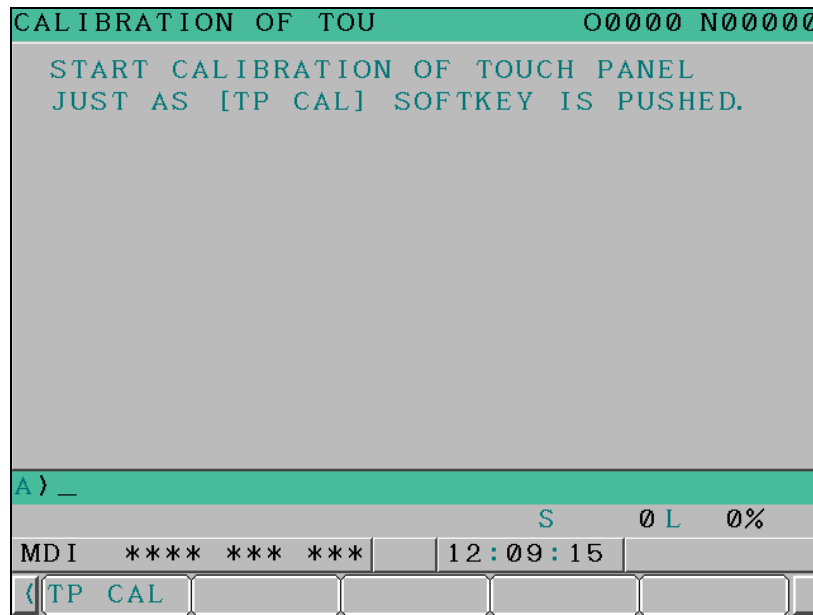 CALIBRATION OF TOU O0000 N00000
START CALIBRATION OF TOUCH PANEL
JUST AS [TP CAL] SOFTKEY IS PUSHED.
A)_
S 0 L 0%
MDI **** *** *** 12:09:15
(TP CAL